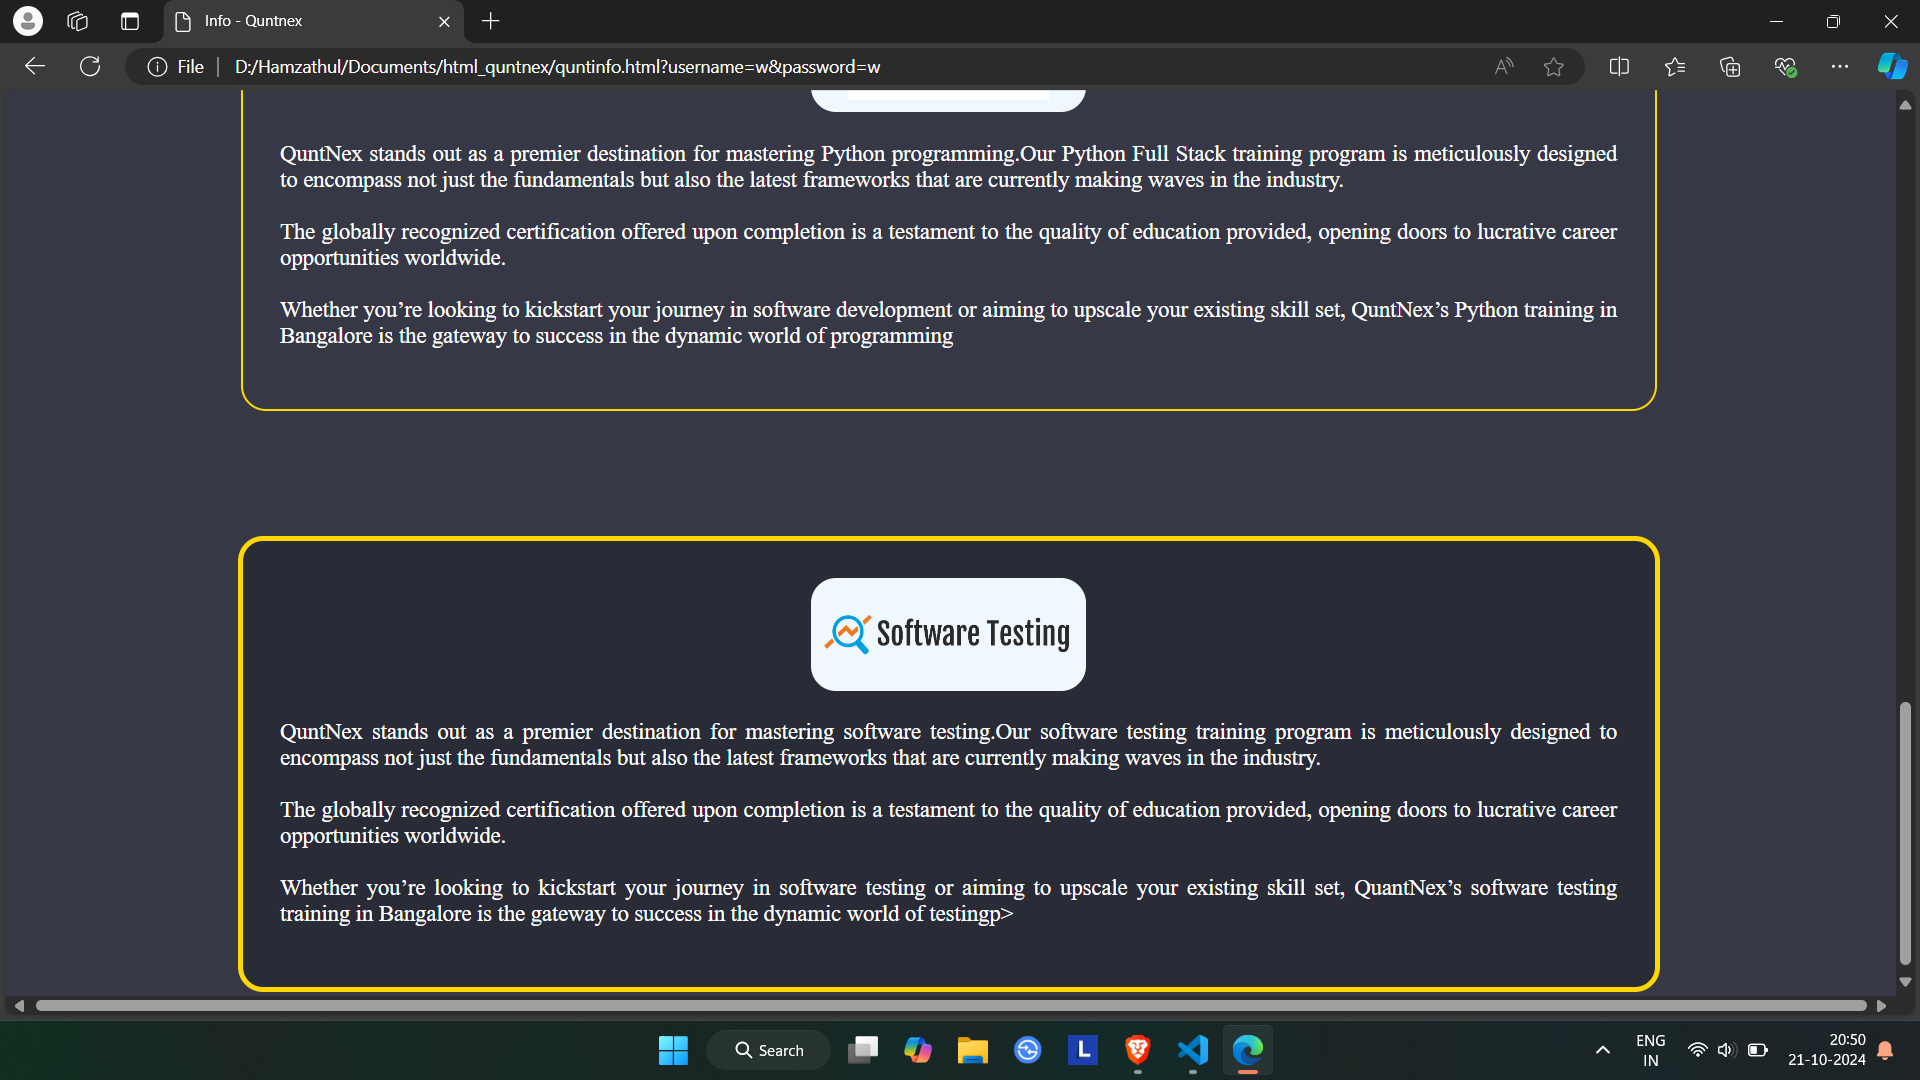 Info - Quntnex
File
D:/Hamzathul/Documents/html_quntnex/quntinfo.html?username=w&password=w
QuntNex stands out as a premier destination for mastering Python programming.Our Python Full Stack training program is meticulously designed
to encompass not just the fundamentals but also the latest frameworks that are currently making waves in the industry.
The globally recognized certification offered upon completion is a testament to the quality of education provided, opening doors to lucrative career
opportunities worldwide.
Whether you’re looking to kickstart your journey in software development or aiming to upscale your existing skill set, QuntNex’s Python training in
Bangalore is the gateway to success in the dynamic world of programming
Software Testing
QuntNex stands out as a premier destination for mastering software testing.Our software testing training program is meticulously designed to
encompass not just the fundamentals but also the latest frameworks that are currently making waves in the industry.
The globally recognized certification offered upon completion is a testament to the quality of education provided, opening doors to lucrative career
opportunities worldwide.
Whether you’re looking to kickstart your journey in software testing or aiming to upscale your existing skill set, QuantNex’s software testing
training in Bangalore is the gateway to success in the dynamic world of testingp>
Search
L
ENG
IN
20:50
21-10-2024